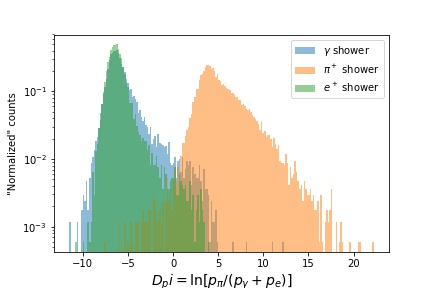 γ shower
π⁺ shower
e⁺ shower
"Normalized" counts
10⁻¹
10⁻²
10⁻³
−10 −5 0 5 10 15 20
D_p i = ln[p_π/(p_γ + p_e)]